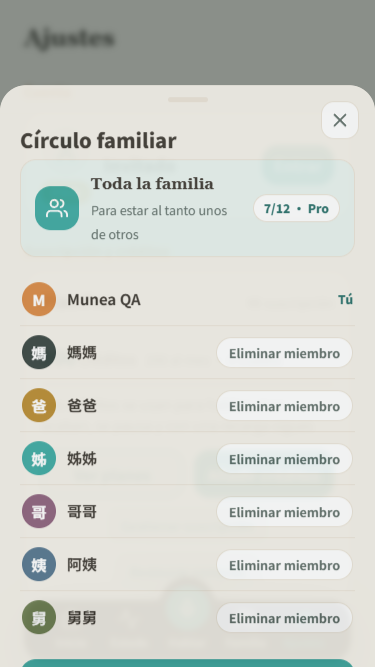 Ajustes
Círculo familiar
Toda la familia
Para estar al tanto unos
de otros
7/12 • Pro
M Munea QA Tú
媽 媽媽 Eliminar miembro
爸 爸爸 Eliminar miembro
姊 姊姊 Eliminar miembro
哥 哥哥 Eliminar miembro
姨 阿姨 Eliminar miembro
舅 舅舅 Eliminar miembro